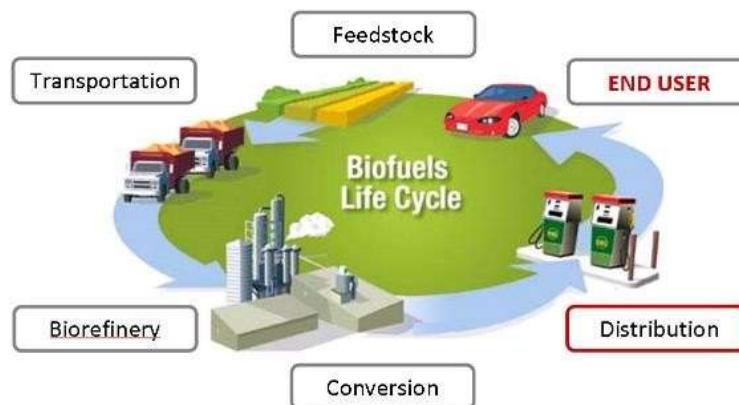 Feedstock
Transportation
END USER
Biofuels
Life Cycle
Biorefinery
Distribution
Conversion